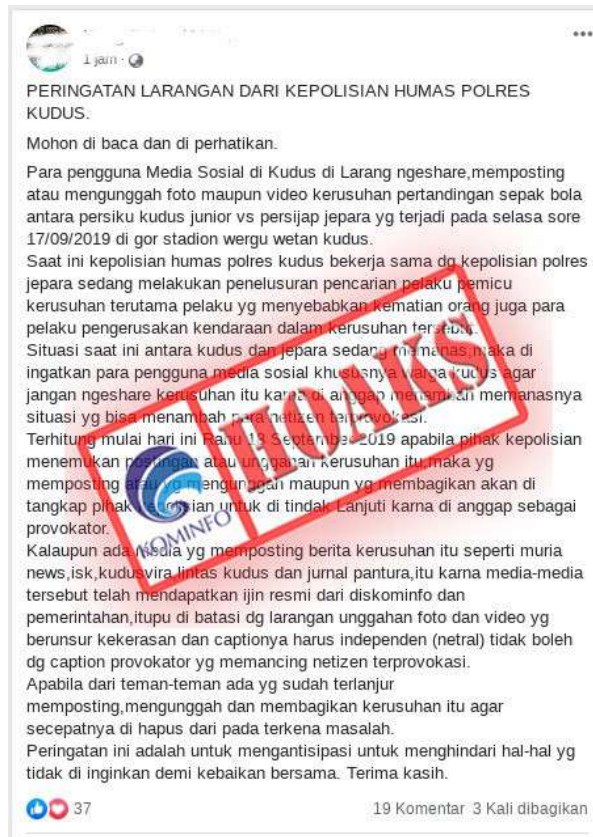 1 jam
PERINGATAN LARANGAN DARI KEPOLISIAN HUMAS POLRES
KUDUS.
Mohon di baca dan di perhatikan.
Para pengguna Media Sosial di Kudus di Larang ngeshare,memposting
atau mengunggah foto maupun video kerusuhan pertandingan sepak bola
antara persiku kudus junior vs persijap jepara yg terjadi pada selasa sore
17/09/2019 di gor stadion wergu wetan kudus.
Saat ini kepolisian humas polres kudus bekerja sama dg kepolisian polres
jepara sedang melakukan penelusuran pencarian pelaku pemicu
kerusuhan terutama pelaku yg menyebabkan kematian orang juga para
pelaku pengerusakan kendaraan dalam kerusuhan tersebut.
Situasi saat ini antara kudus dan jepara sedang memanas,maka di
ingatkan para pengguna media sosial khususnya warga kudus agar
jangan ngeshare kerusuhan itu karna di anggap menambah memanasnya
situasi yg bisa menambah para netizen terprovokasi.
Terhitung mulai hari ini Rabu 18 September 2019 apabila pihak kepolisian
menemukan postingan atau unggahan kerusuhan itu,maka yg
memposting atau yg mengunggah maupun yg membagikan akan di
tangkap pihak kepolisian untuk di tindak Lanjuti karna di anggap sebagai
provokator.
Kalaupun ada Media yg memposting berita kerusuhan itu seperti muria
news,isk,kudusvira,lintas kudus dan jurnal pantura,itu karna media-media
tersebut telah mendapatkan ijin resmi dari diskominfo dan
pemerintahan,itupu di batasi dg larangan unggahan foto dan video yg
berunsur kekerasan dan captionya harus independen (netral) tidak boleh
dg caption provokator yg memancing netizen terprovokasi.
Apabila dari teman-teman ada yg sudah terlanjur
memposting,mengunggah dan membagikan kerusuhan itu agar
secepatnya di hapus dari pada terkena masalah.
Peringatan ini adalah untuk mengantisipasi untuk menghindari hal-hal yg
tidak di inginkan demi kebaikan bersama. Terima kasih.
KOMINFO
HOAKS
37
19 Komentar 3 Kali dibagikan